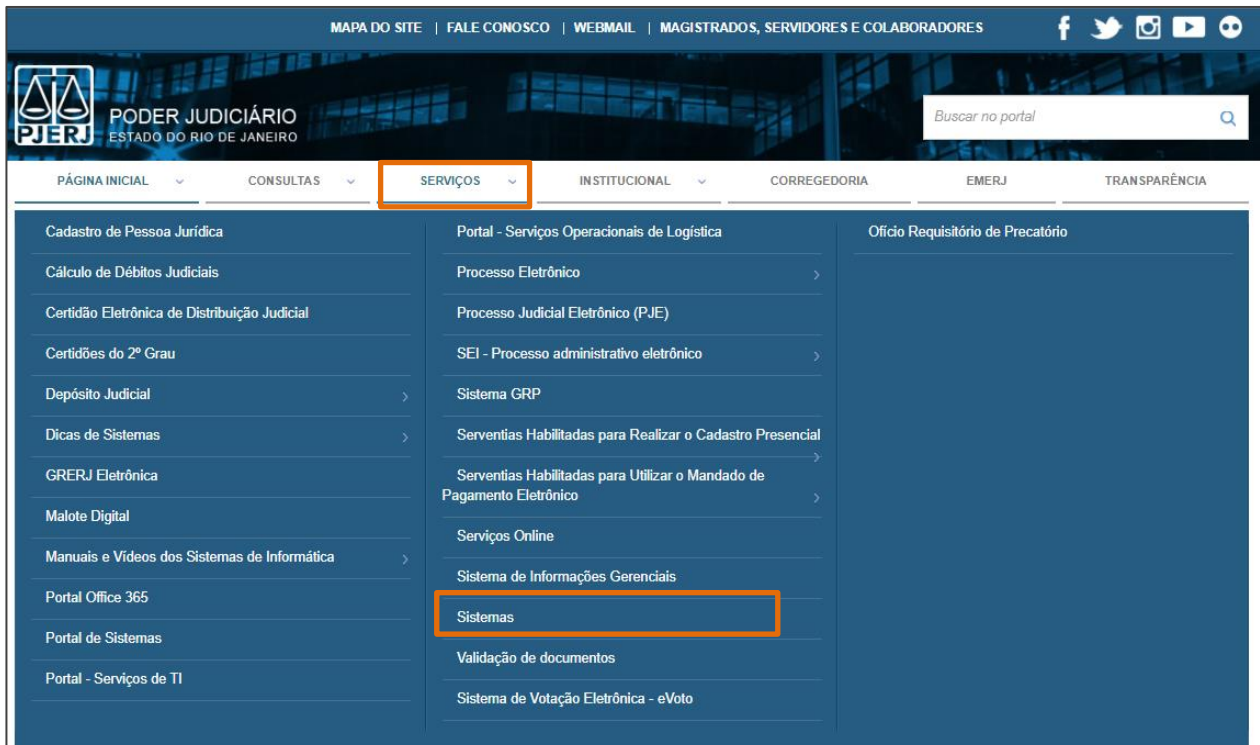 MAPA DO SITE | FALE CONOSCO | WEBMAIL | MAGISTRADOS, SERVIDORES E COLABORADORES
PJERJ
PODER JUDICIÁRIO
ESTADO DO RIO DE JANEIRO
Buscar no portal
PÁGINA INICIAL CONSULTAS SERVIÇOS INSTITUCIONAL CORREGEDORIA EMERJ TRANSPARÊNCIA
Cadastro de Pessoa Jurídica
Cálculo de Débitos Judiciais
Certidão Eletrônica de Distribuição Judicial
Certidões do 2º Grau
Depósito Judicial
Dicas de Sistemas
GRERJ Eletrônica
Malote Digital
Manuais e Vídeos dos Sistemas de Informática
Portal Office 365
Portal de Sistemas
Portal - Serviços de TI
Portal - Serviços Operacionais de Logística
Processo Eletrônico
Processo Judicial Eletrônico (PJE)
SEI - Processo administrativo eletrônico
Sistema GRP
Serventias Habilitadas para Realizar o Cadastro Presencial
Serventias Habilitadas para Utilizar o Mandado de
Pagamento Eletrônico
Serviços Online
Sistema de Informações Gerenciais
Sistemas
Validação de documentos
Sistema de Votação Eletrônica - eVoto
Ofício Requisitório de Precatório